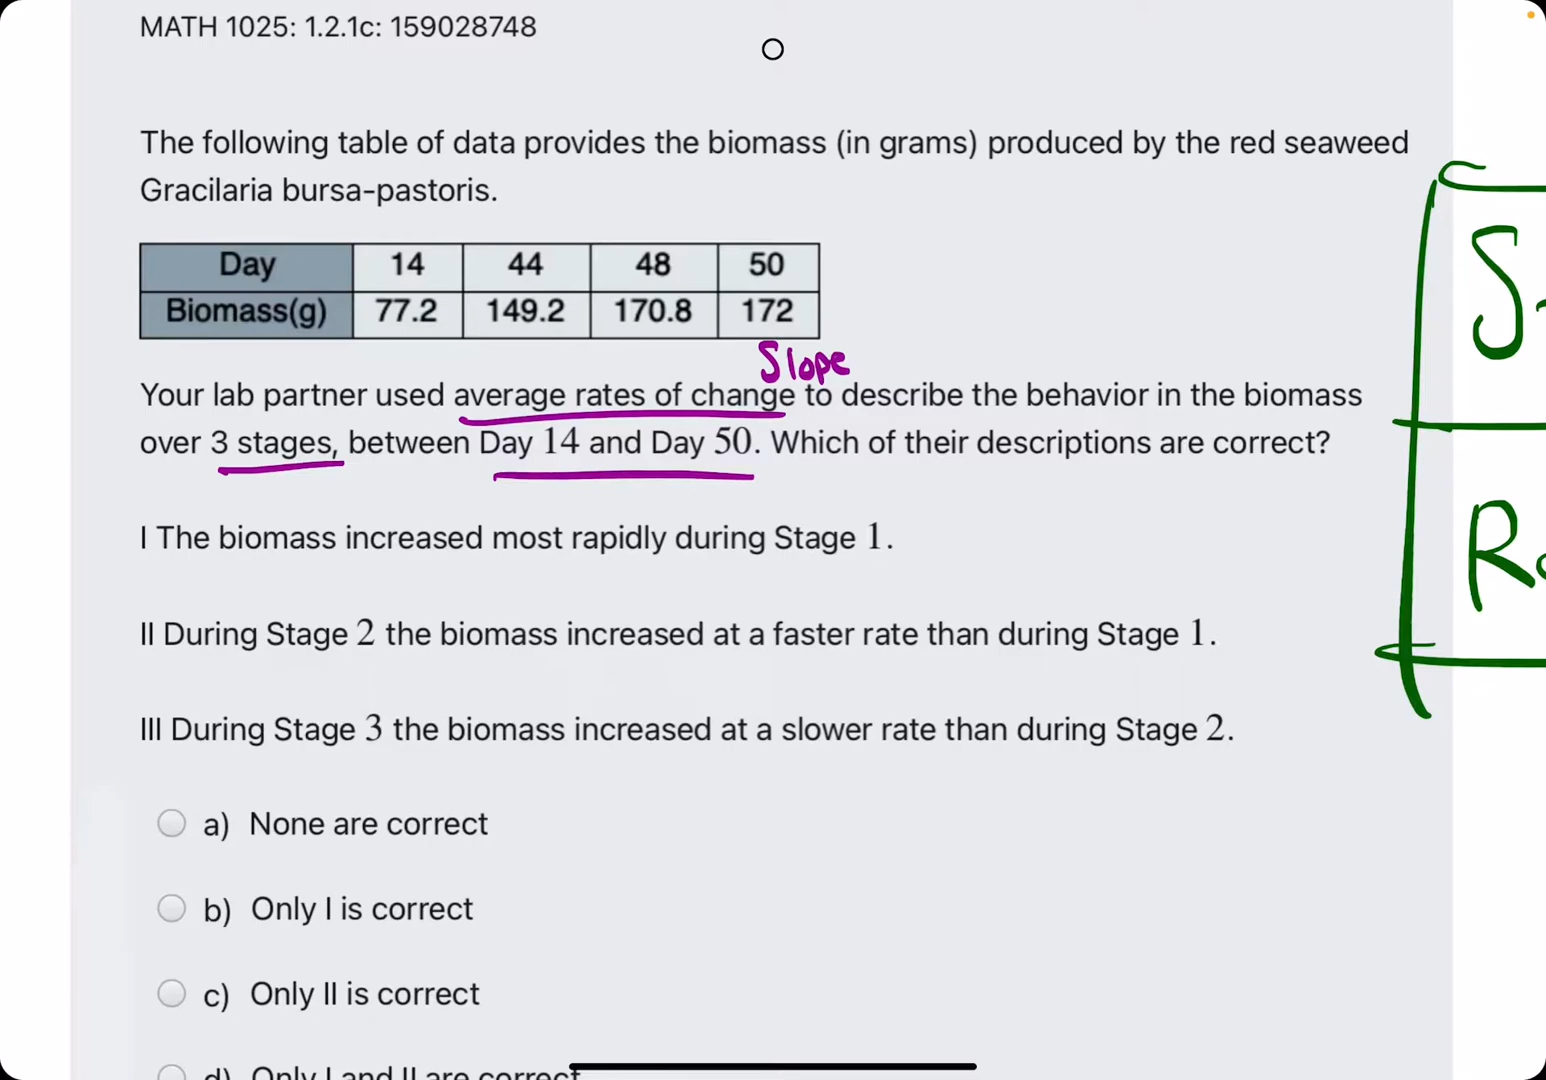 MATH 1025: 1.2.1c: 159028748
The following table of data provides the biomass (in grams) produced by the red seaweed
Gracilaria bursa-pastoris.
Day 14 44 48 50
Biomass(g) 77.2 149.2 170.8 172
Slope
Your lab partner used average rates of change to describe the behavior in the biomass
over 3 stages, between Day 14 and Day 50. Which of their descriptions are correct?
I The biomass increased most rapidly during Stage 1.
II During Stage 2 the biomass increased at a faster rate than during Stage 1.
III During Stage 3 the biomass increased at a slower rate than during Stage 2.
a) None are correct
b) Only I is correct
c) Only II is correct
d) Only I and II are correct